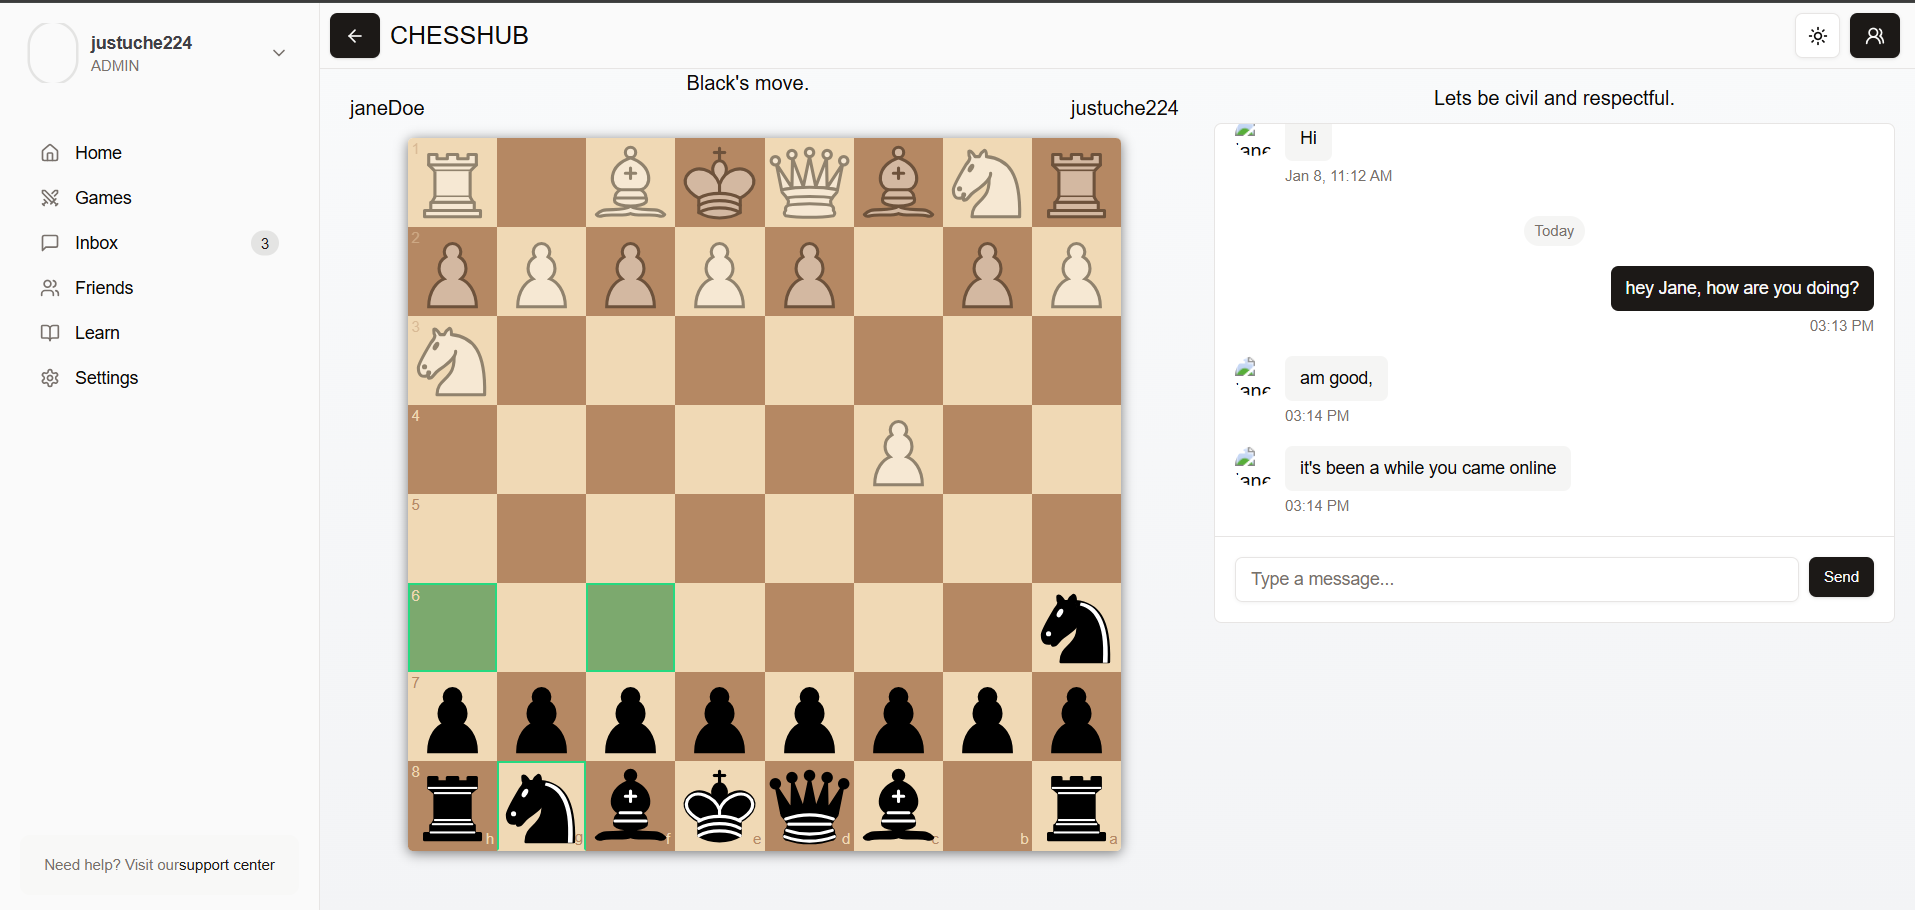 justuche224
ADMIN
Home
Games
Inbox
3
Friends
Learn
Settings
Need help? Visit oursupport center
CHESSHUB
Black's move.
janeDoe
justuche224
1
2
3
4
5
6
7
8
h
g
f
e
d
c
b
a
Lets be civil and respectful.
jane
Hi
Jan 8, 11:12 AM
Today
hey Jane, how are you doing?
03:13 PM
jane
am good,
03:14 PM
jane
it's been a while you came online
03:14 PM
Type a message...
Send